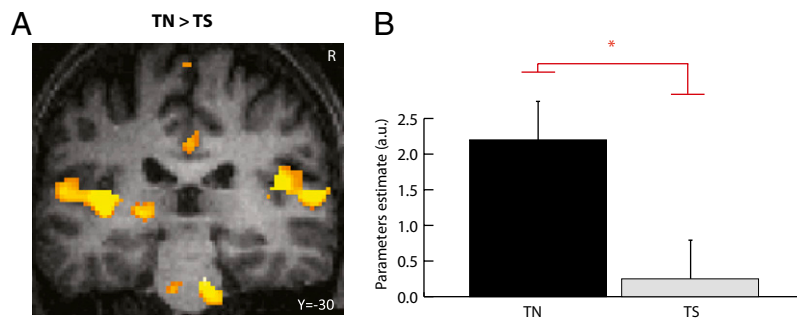 A
TN > TS
R
Y=-30
B
*
Parameters estimate (a.u.)
2.5
2.0
1.5
1.0
0.5
0.0
TN
TS